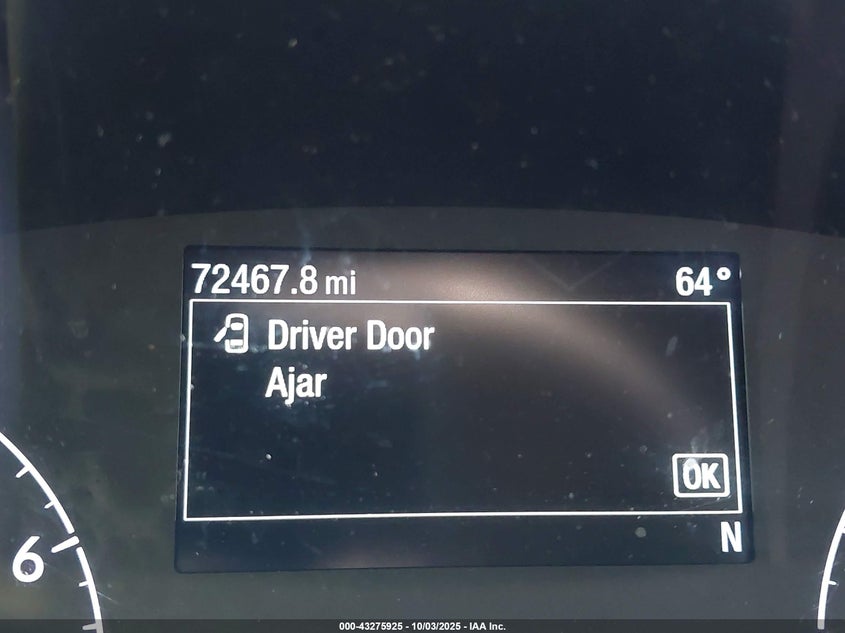 72467.8 mi 64°
Driver Door
Ajar
OK
N
6
000-43275925 - 10/03/2025 - IAA Inc.